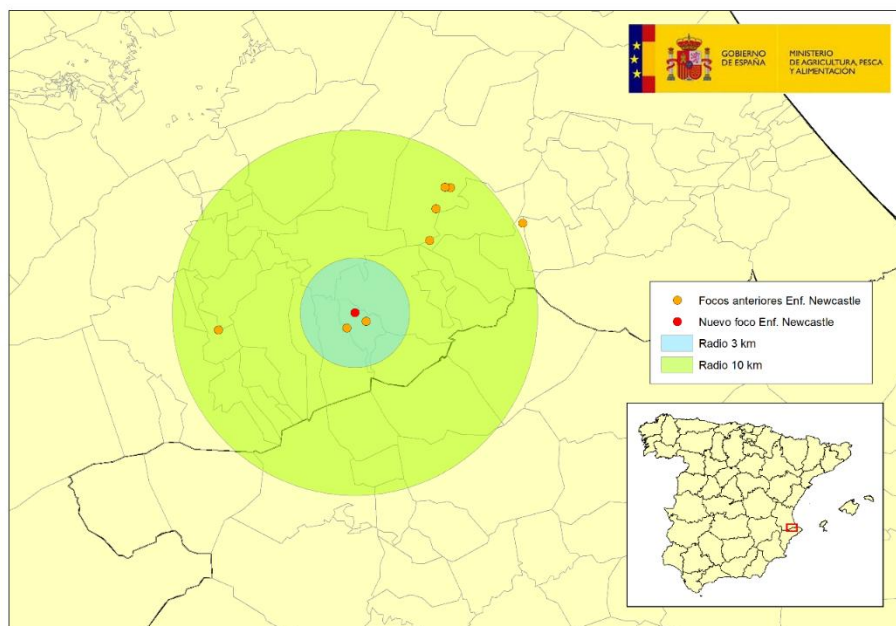 GOBIERNO
DE ESPAÑA
MINISTERIO
DE AGRICULTURA, PESCA
Y ALIMENTACIÓN
Focos anteriores Enf. Newcastle
Nuevo foco Enf. Newcastle
Radio 3 km
Radio 10 km